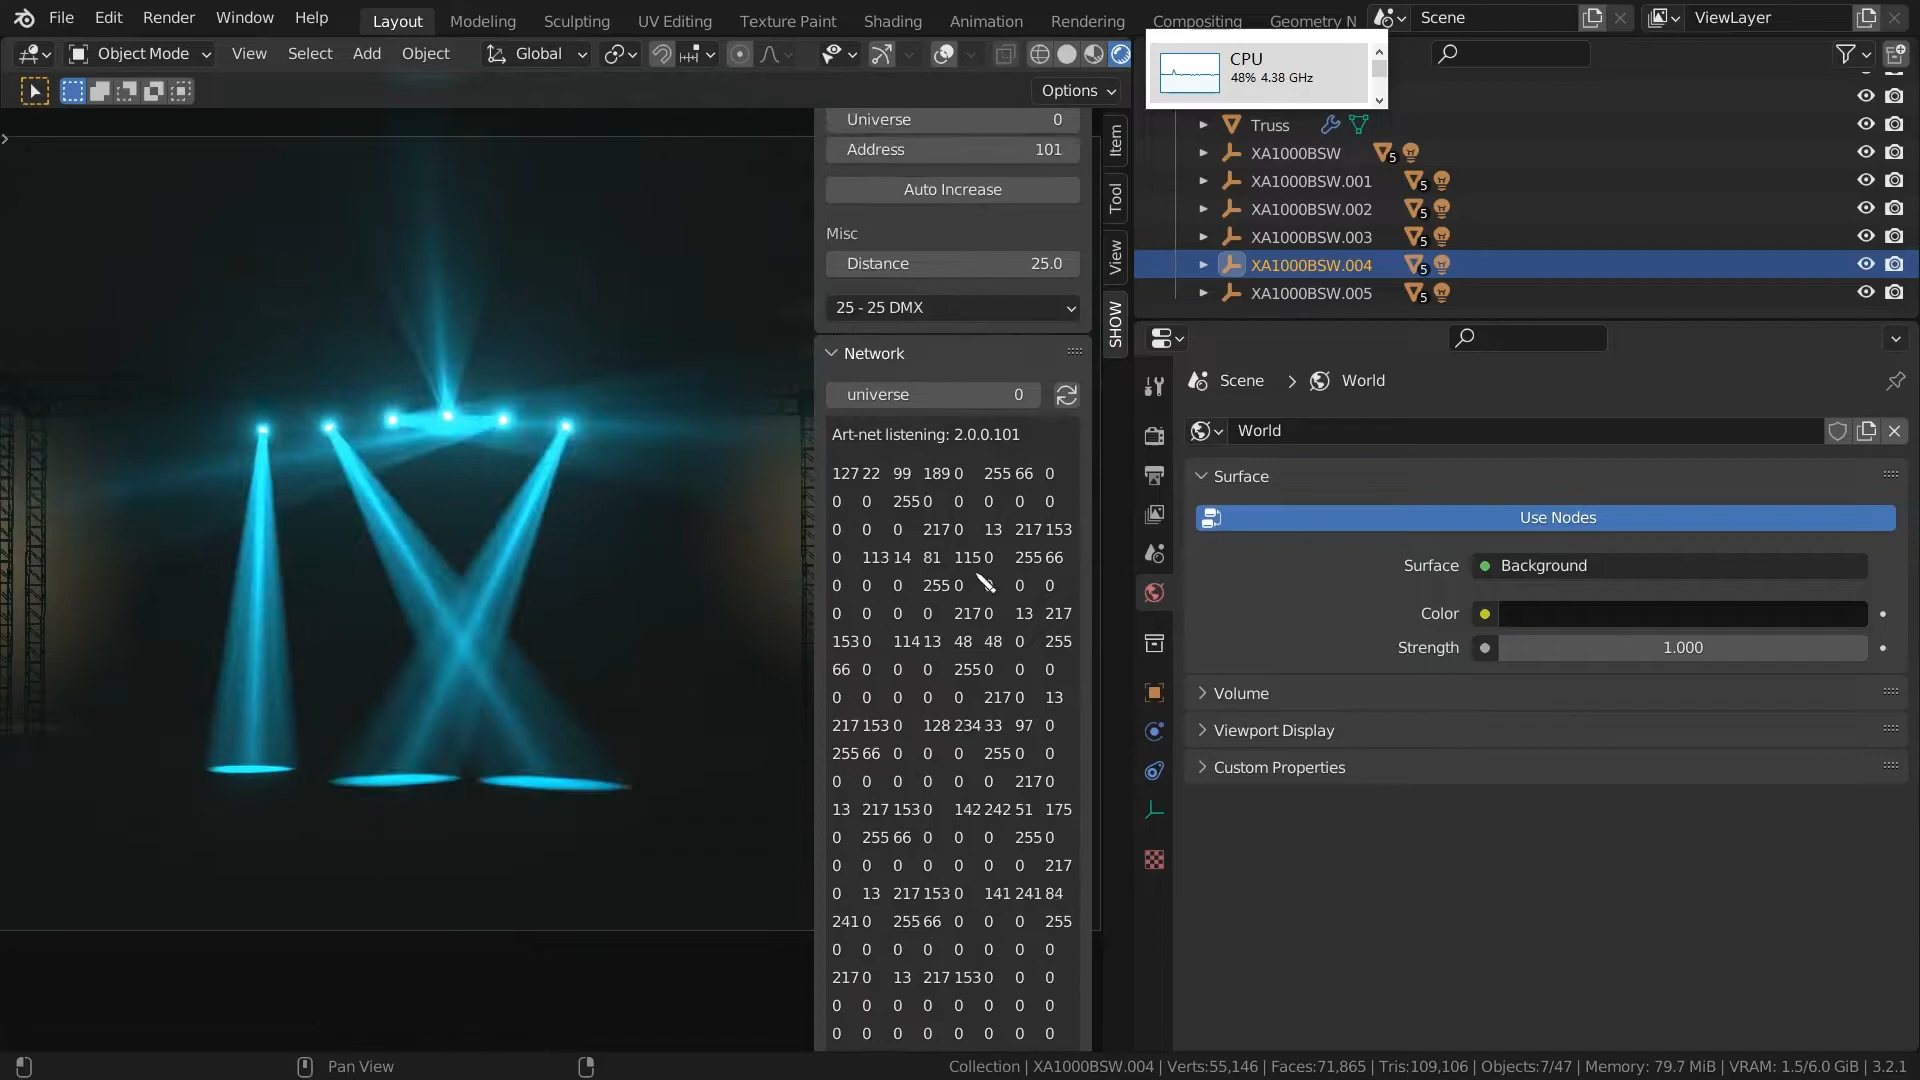 File Edit Render Window Help
Layout Modeling Sculpting UV Editing Texture Paint Shading Animation Rendering Compositing Geometry N
Scene
ViewLayer
Object Mode View Select Add Object Global
Options
CPU
48% 4.38 GHz
Universe 0
Address 101
Auto Increase
Misc
Distance 25.0
25 - 25 DMX
Network
universe 0
Art-net listening: 2.0.0.101
127 22 99 189 0 255 66 0
0 0 255 0 0 0 0 0
0 0 0 217 0 13 217 153
0 113 14 81 115 0 255 66
0 0 0 255 0 0 0 0
0 0 0 0 217 0 13 217
153 0 114 13 48 48 0 255
66 0 0 0 255 0 0 0
0 0 0 0 0 217 0 13
217 153 0 128 234 33 97 0
255 66 0 0 0 255 0 0
0 0 0 0 0 0 217 0
13 217 153 0 142 242 51 175
0 255 66 0 0 0 255 0
0 0 0 0 0 0 0 217
0 13 217 153 0 141 241 84
241 0 255 66 0 0 0 255
0 0 0 0 0 0 0 0
217 0 13 217 153 0 0 0
0 0 0 0 0 0 0 0
0 0 0 0 0 0 0 0
Item
Tool
View
SHOW
Truss
XA1000BSW 5
XA1000BSW.001 5
XA1000BSW.002 5
XA1000BSW.003 5
XA1000BSW.004 5
XA1000BSW.005 5
Scene > World
World
Surface
Use Nodes
Surface Background
Color
Strength 1.000
Volume
Viewport Display
Custom Properties
Pan View
Collection | XA1000BSW.004 | Verts:55,146 | Faces:71,865 | Tris:109,106 | Objects:7/47 | Memory: 79.7 MiB | VRAM: 1.5/6.0 GiB | 3.2.1